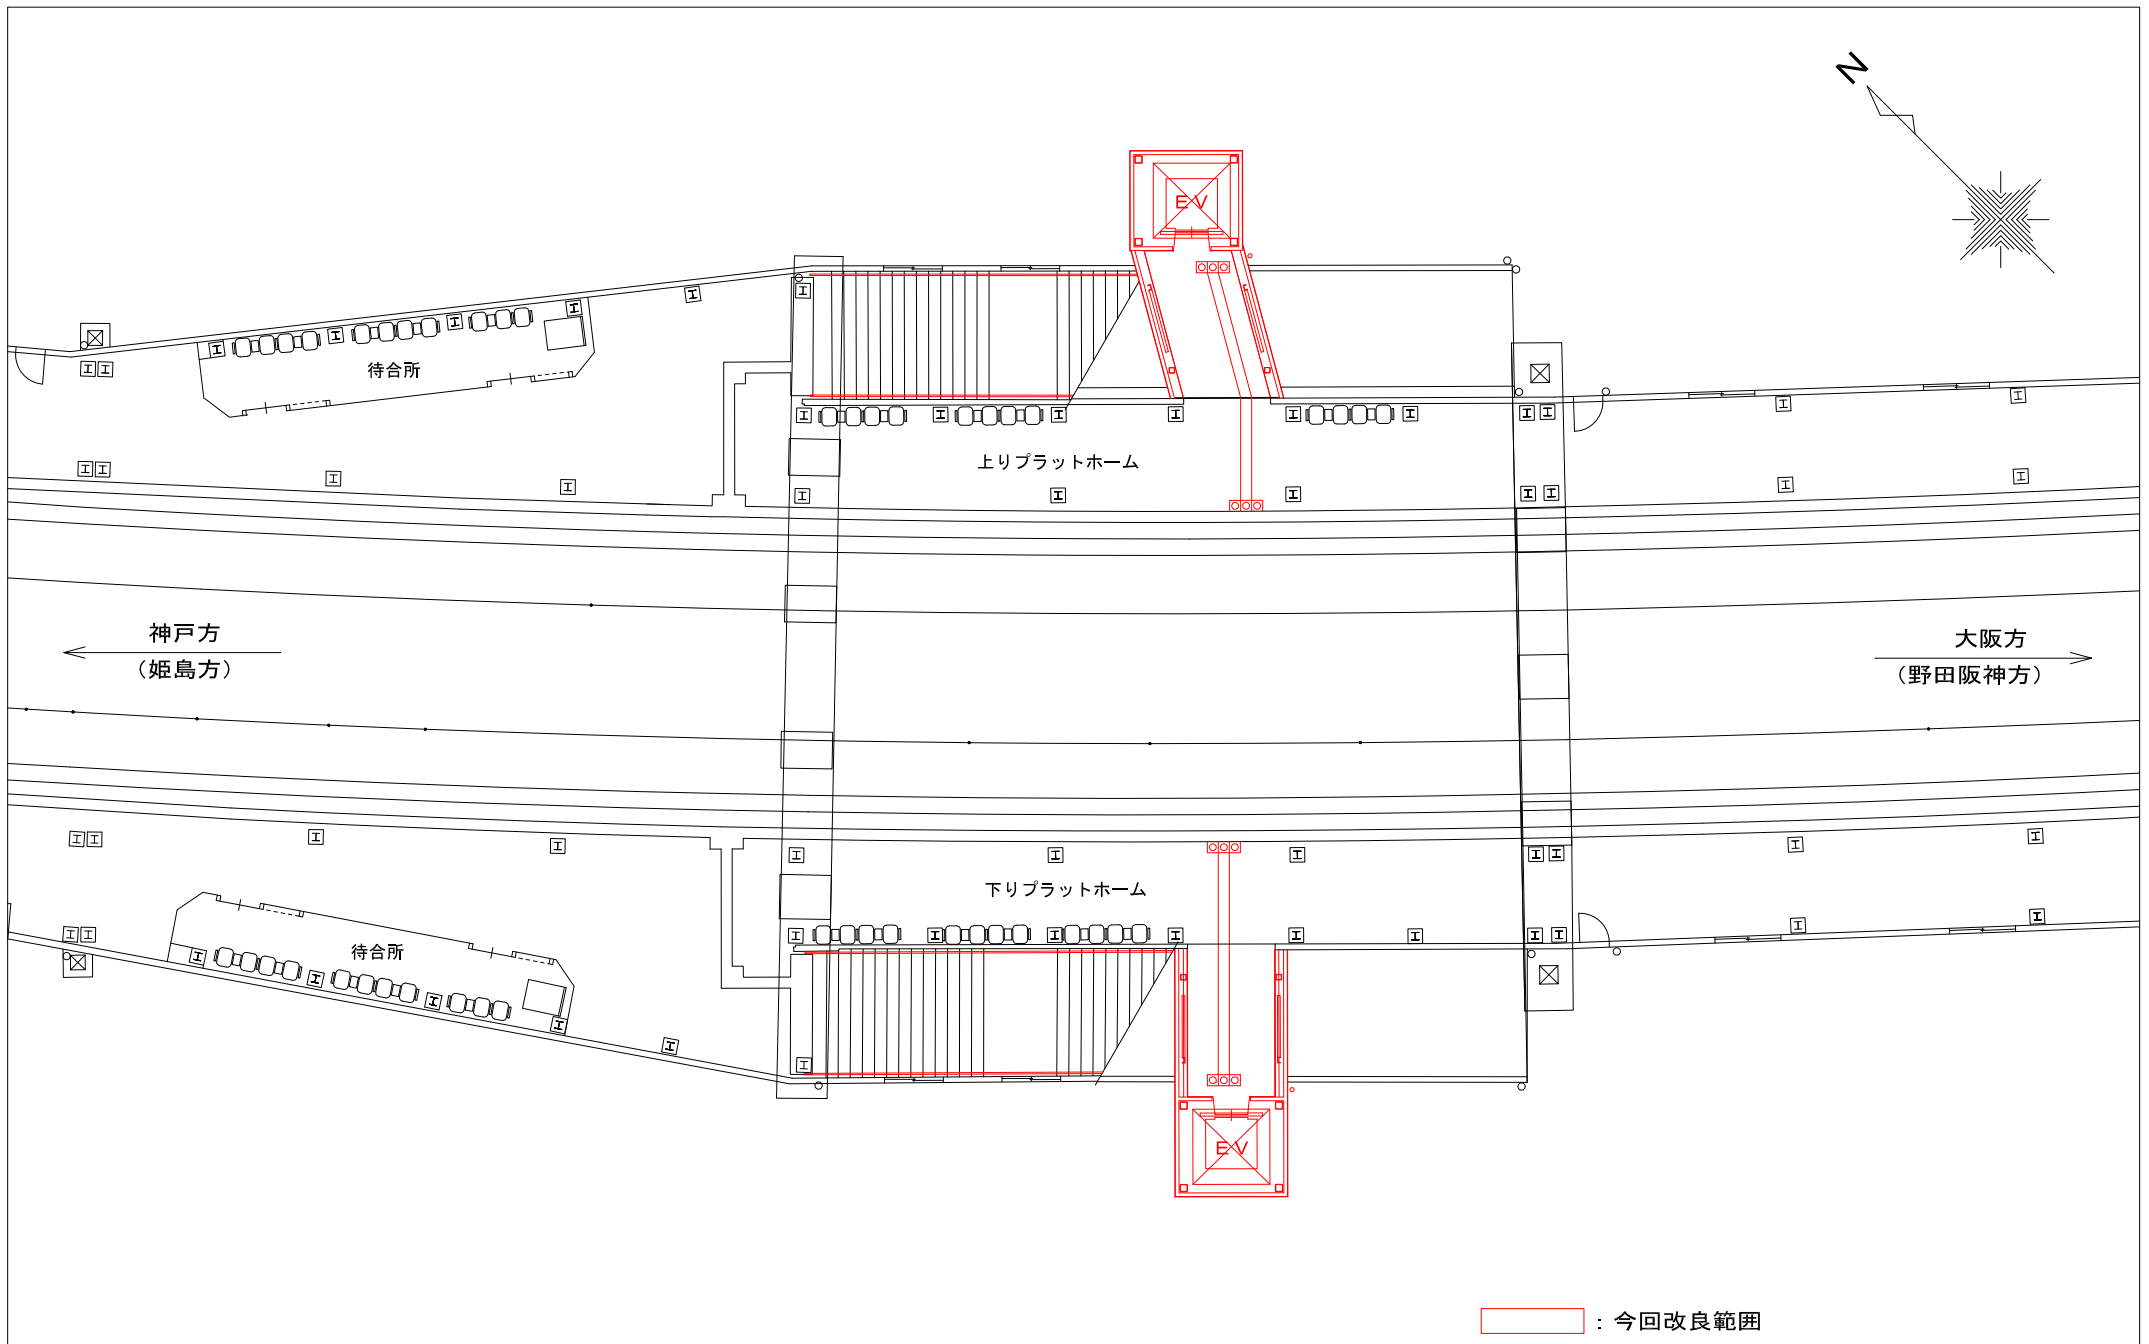 N
EV
待合所
上りプラットホーム
神戸方
(姫島方)
大阪方
(野田阪神方)
下りプラットホーム
待合所
EV
：今回改良範囲